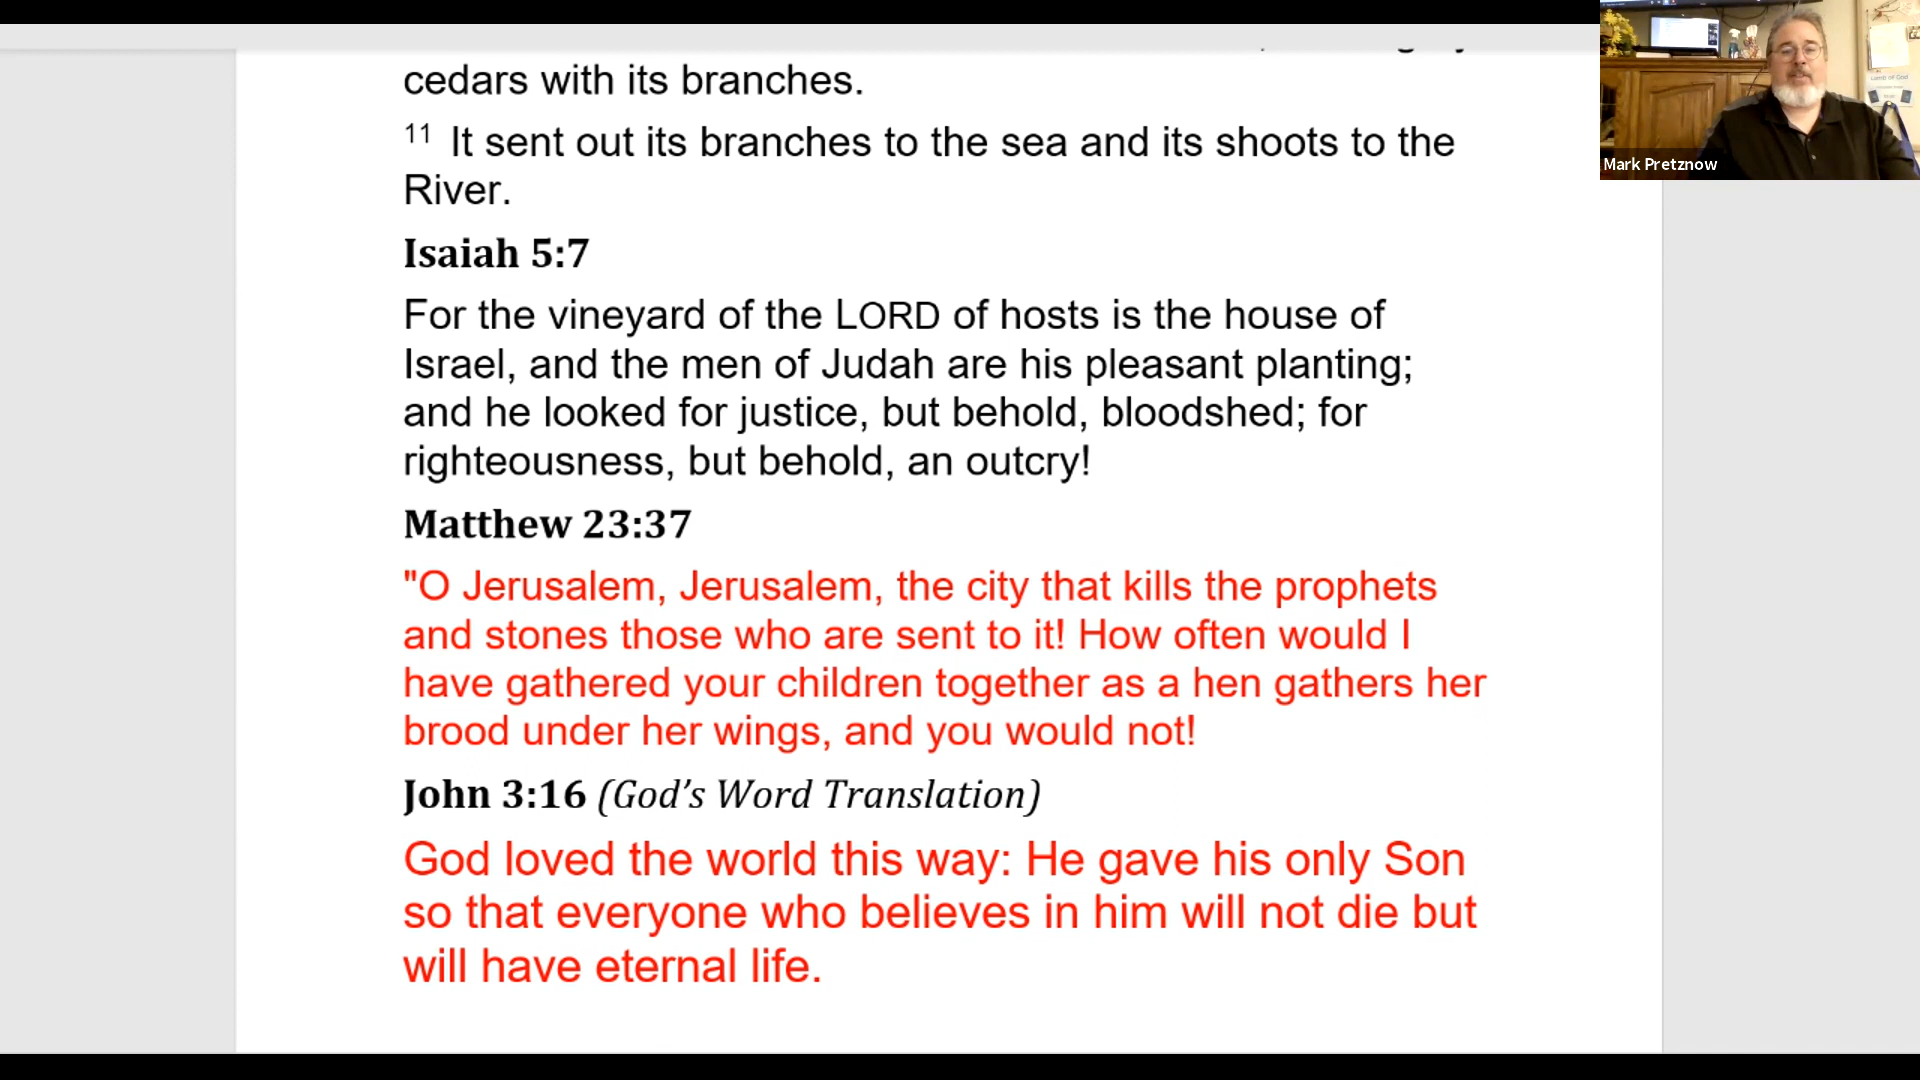 cedars with its branches.
11 It sent out its branches to the sea and its shoots to the
River.
Isaiah 5:7
For the vineyard of the LORD of hosts is the house of
Israel, and the men of Judah are his pleasant planting;
and he looked for justice, but behold, bloodshed; for
righteousness, but behold, an outcry!
Matthew 23:37
"O Jerusalem, Jerusalem, the city that kills the prophets
and stones those who are sent to it! How often would I
have gathered your children together as a hen gathers her
brood under her wings, and you would not!
John 3:16 (God’s Word Translation)
God loved the world this way: He gave his only Son
so that everyone who believes in him will not die but
will have eternal life.
Mark Pretznow
Lamb of God